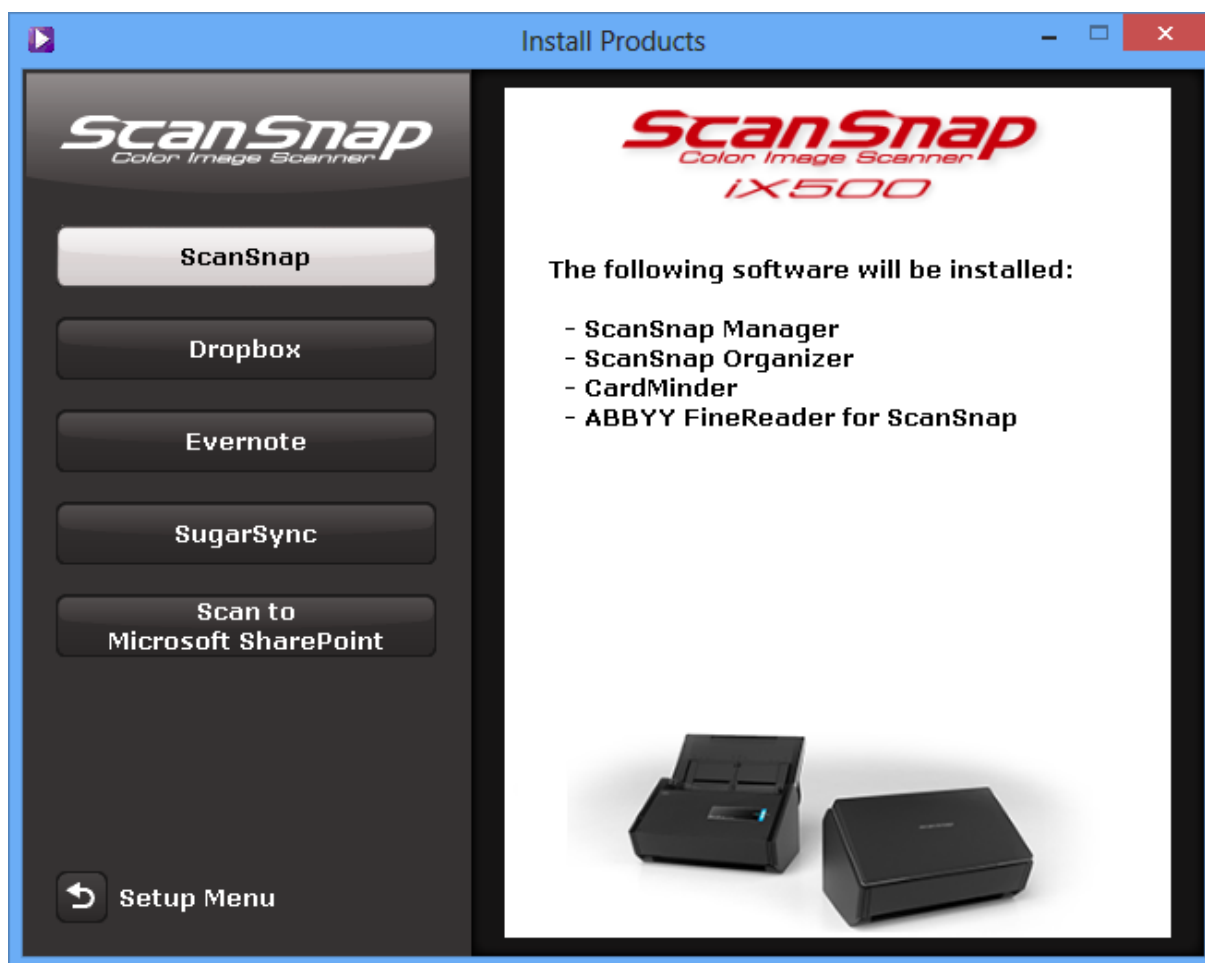 Install Products
ScanSnap
Color Image Scanner
ScanSnap
Dropbox
Evernote
SugarSync
Scan to
Microsoft SharePoint
Setup Menu
ScanSnap
Color Image Scanner
iX500
The following software will be installed:
- ScanSnap Manager
- ScanSnap Organizer
- CardMinder
- ABBYY FineReader for ScanSnap